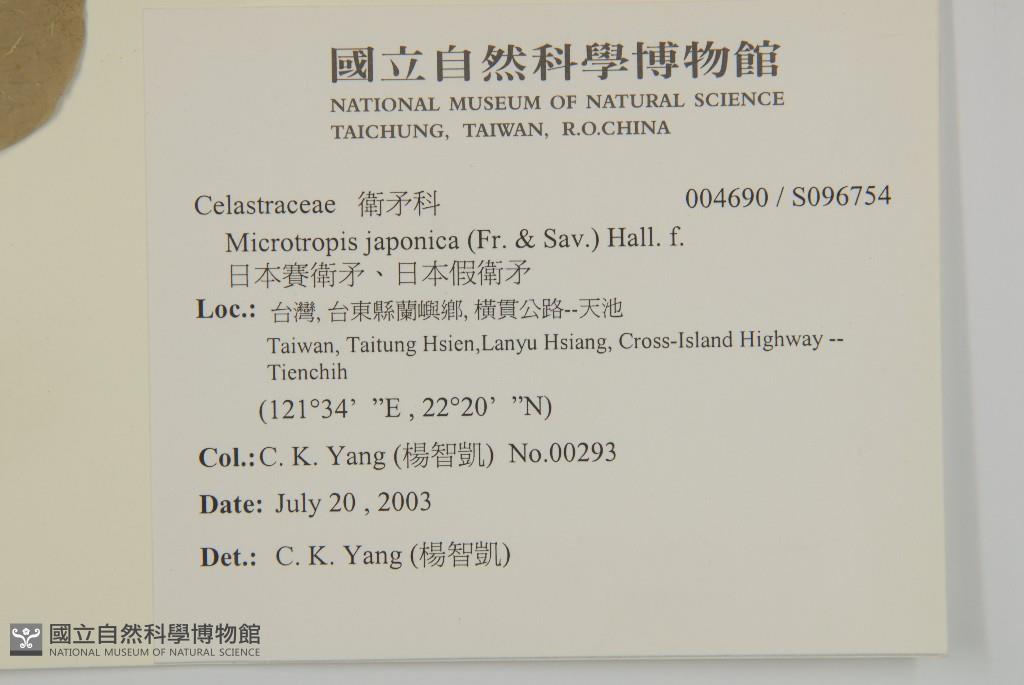 國立自然科學博物館
NATIONAL MUSEUM OF NATURAL SCIENCE
TAICHUNG, TAIWAN, R.O.CHINA
Celastraceae 衛矛科 004690 / S096754
Microtropis japonica (Fr. & Sav.) Hall. f.
日本賽衛矛、日本假衛矛
Loc.: 台灣, 台東縣蘭嶼鄉, 橫貫公路--天池
Taiwan, Taitung Hsien,Lanyu Hsiang, Cross-Island Highway --
Tienchih
(121°34’ ”E , 22°20’ ”N)
Col.: C. K. Yang (楊智凱) No.00293
Date: July 20 , 2003
Det.: C. K. Yang (楊智凱)
國立自然科學博物館
NATIONAL MUSEUM OF NATURAL SCIENCE